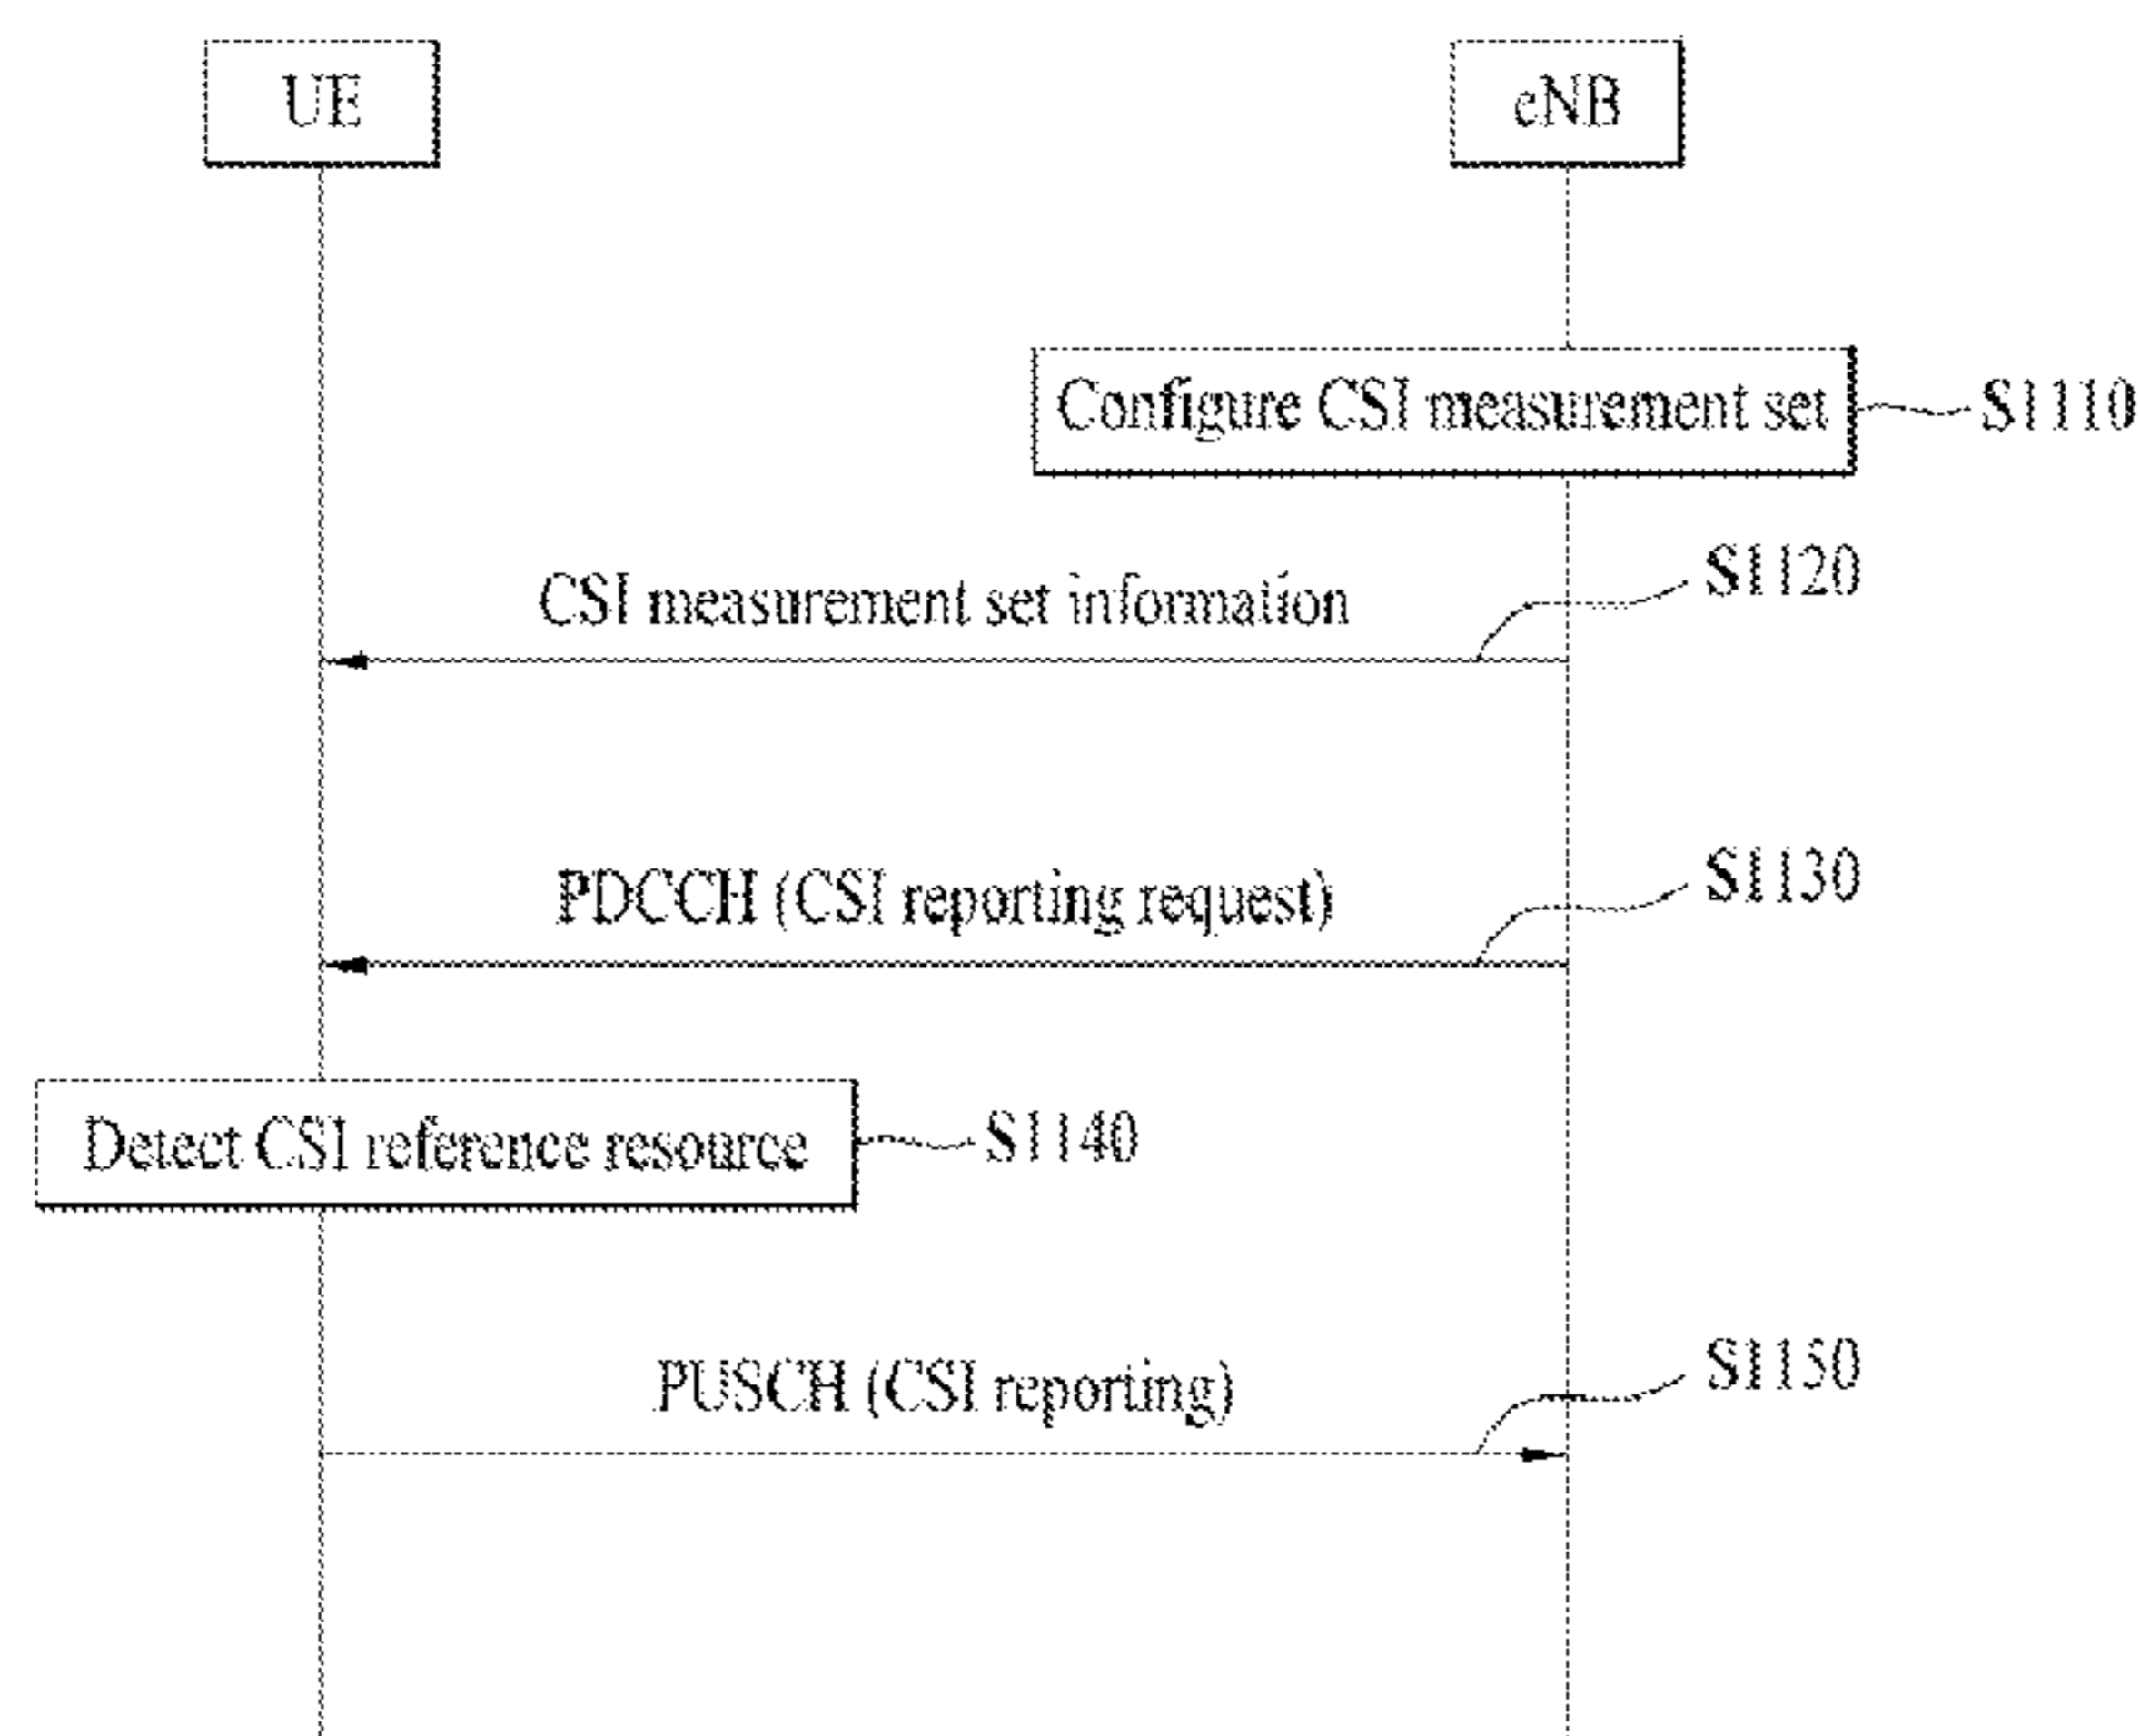 UE
eNB
Configure CSI measurement set
S1110
S1120
CSI measurement set information
S1130
PDCCH (CSI reporting request)
Detect CSI reference resource
S1140
S1150
PUSCH (CSI reporting)